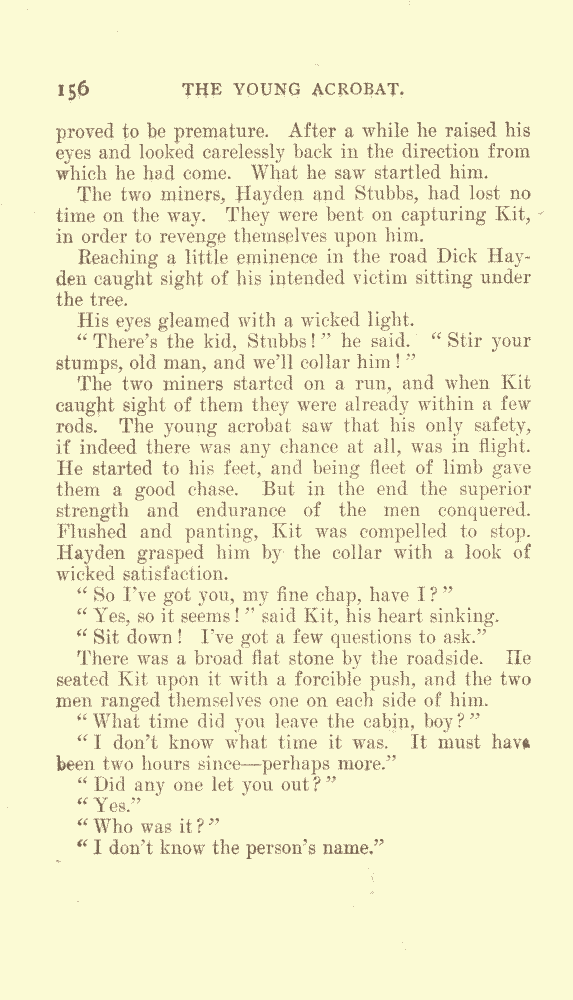 156 THE YOUNG ACROBAT.
proved to be premature. After a while he raised his
eyes and looked carelessly back in the direction from
which he had come. What he saw startled him.
The two miners, Hayden and Stubbs, had lost no
time on the way. They were bent on capturing Kit,
in order to revenge themselves upon him.
Reaching a little eminence in the road Dick Hay-
den caught sight of his intended victim sitting under
the tree.
His eyes gleamed with a wicked light.
“There's the kid, Stubbs!” he said. “Stir your
stumps, old man, and we'll collar him!”
The two miners started on a run, and when Kit
caught sight of them they were already within a few
rods. The young acrobat saw that his only safety,
if indeed there was any chance at all, was in flight.
He started to his feet, and being fleet of limb gave
them a good chase. But in the end the superior
strength and endurance of the men conquered.
Flushed and panting, Kit was compelled to stop.
Hayden grasped him by the collar with a look of
wicked satisfaction.
“So I've got you, my fine chap, have I?”
“Yes, so it seems!” said Kit, his heart sinking.
“Sit down! I've got a few questions to ask.”
There was a broad flat stone by the roadside. He
seated Kit upon it with a forcible push, and the two
men ranged themselves one on each side of him.
“What time did you leave the cabin, boy?”
“I don't know what time it was. It must have
been two hours since—perhaps more.”
“Did any one let you out?”
“Yes.”
“Who was it?”
“I don't know the person's name.”